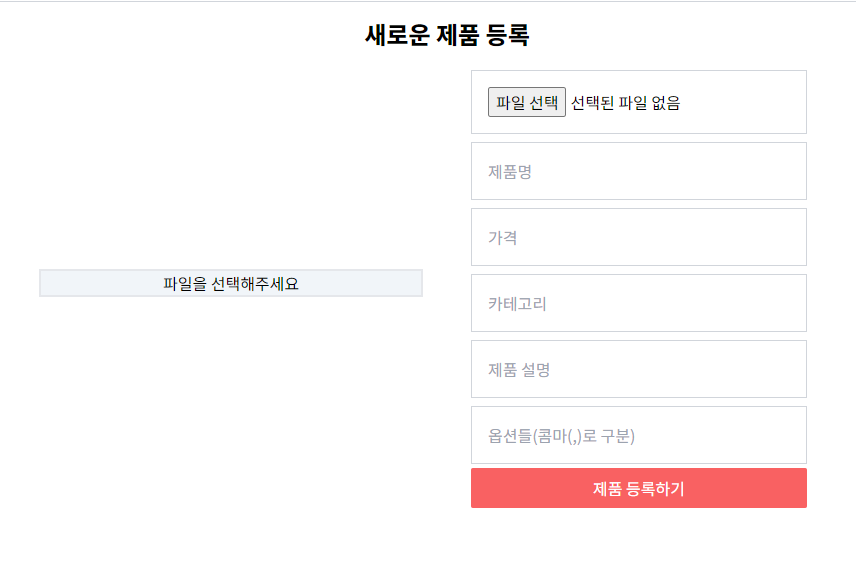 새로운 제품 등록
파일을 선택해주세요
파일 선택 선택된 파일 없음
제품명
가격
카테고리
제품 설명
옵션들(콤마(,)로 구분)
제품 등록하기